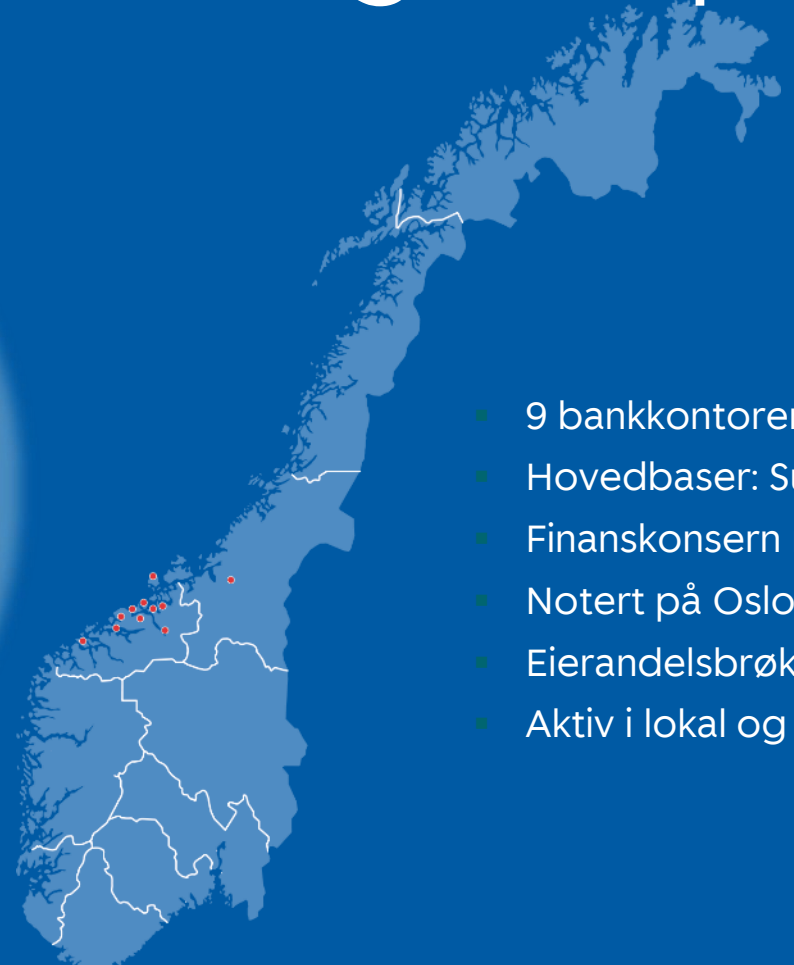 9 bankkontorer
Hovedbaser:
Finanskonsern
Notert på Oslo
Eierandelsbrøk
Aktiv i lokal og